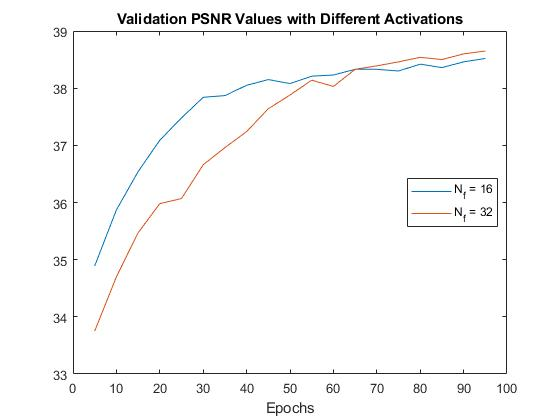 Validation PSNR Values with Different Activations
39
38
37
36
35
34
33
N_f = 16
N_f = 32
0 10 20 30 40 50 60 70 80 90 100
Epochs